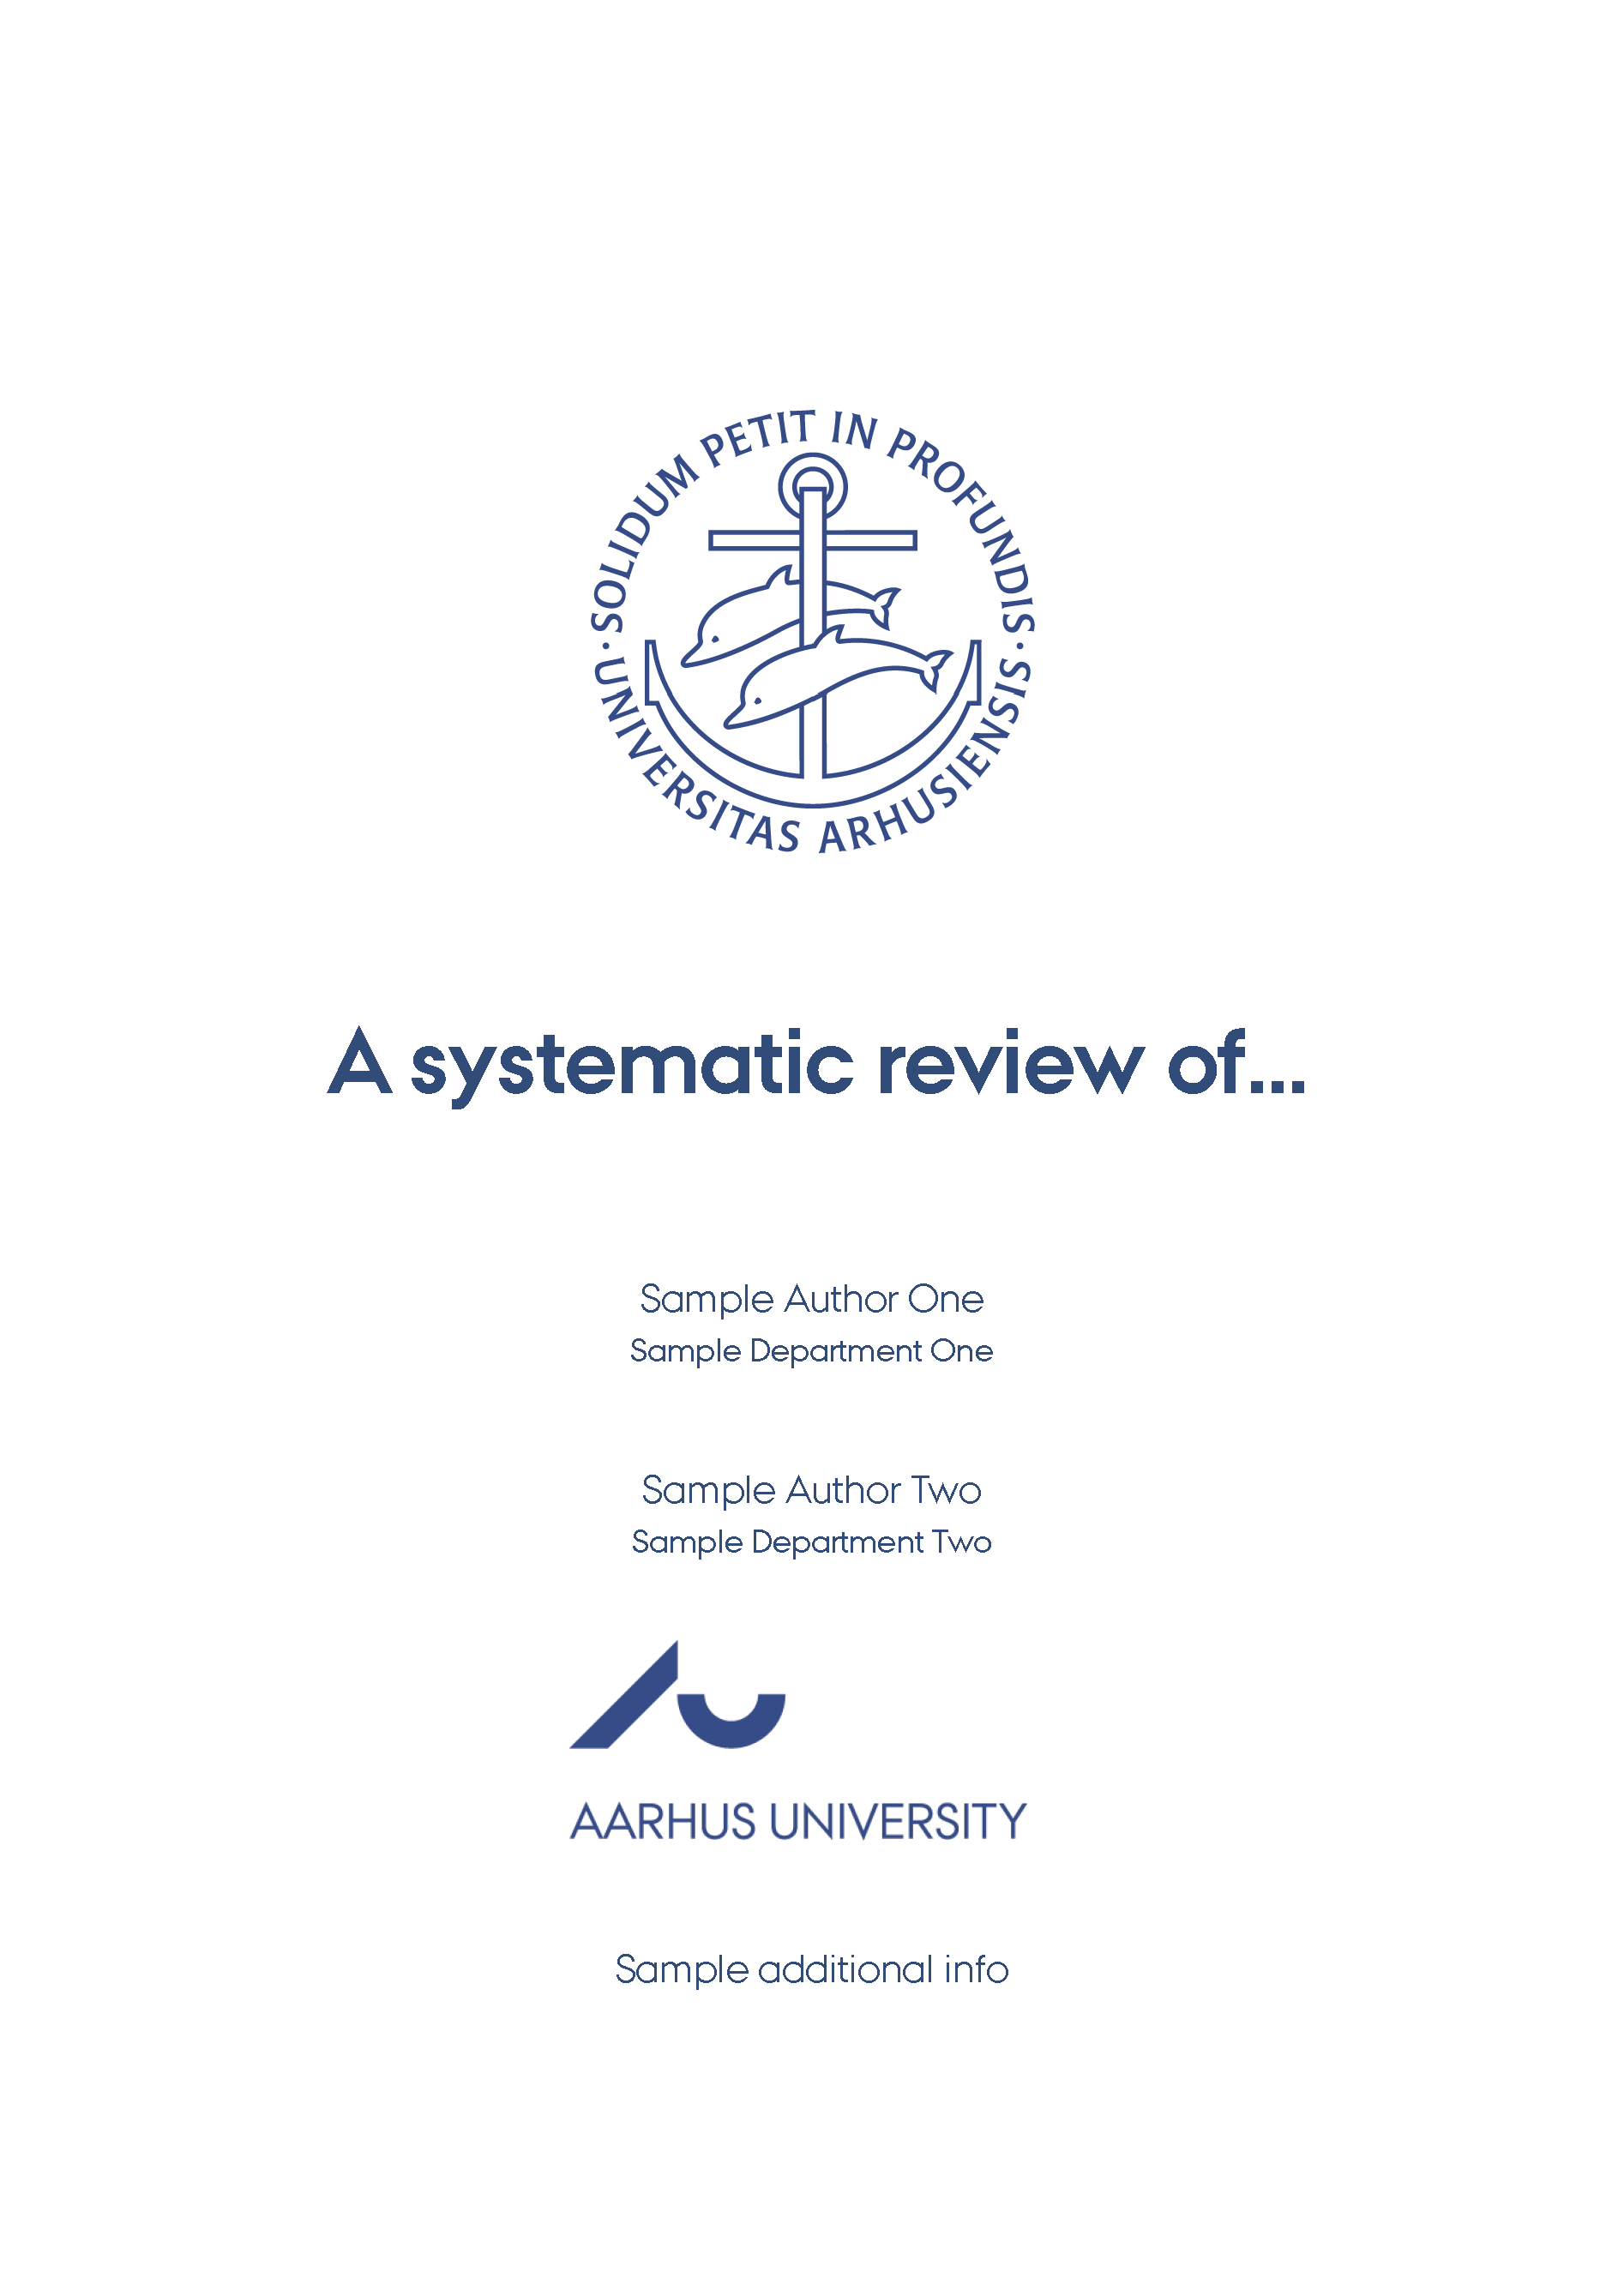 · SOLIDUM PETIT IN PROFUNDIS ·
UNIVERSITAS ARHUSIENSIS
A systematic review of...
Sample Author One
Sample Department One
Sample Author Two
Sample Department Two
AARHUS UNIVERSITY
Sample additional info